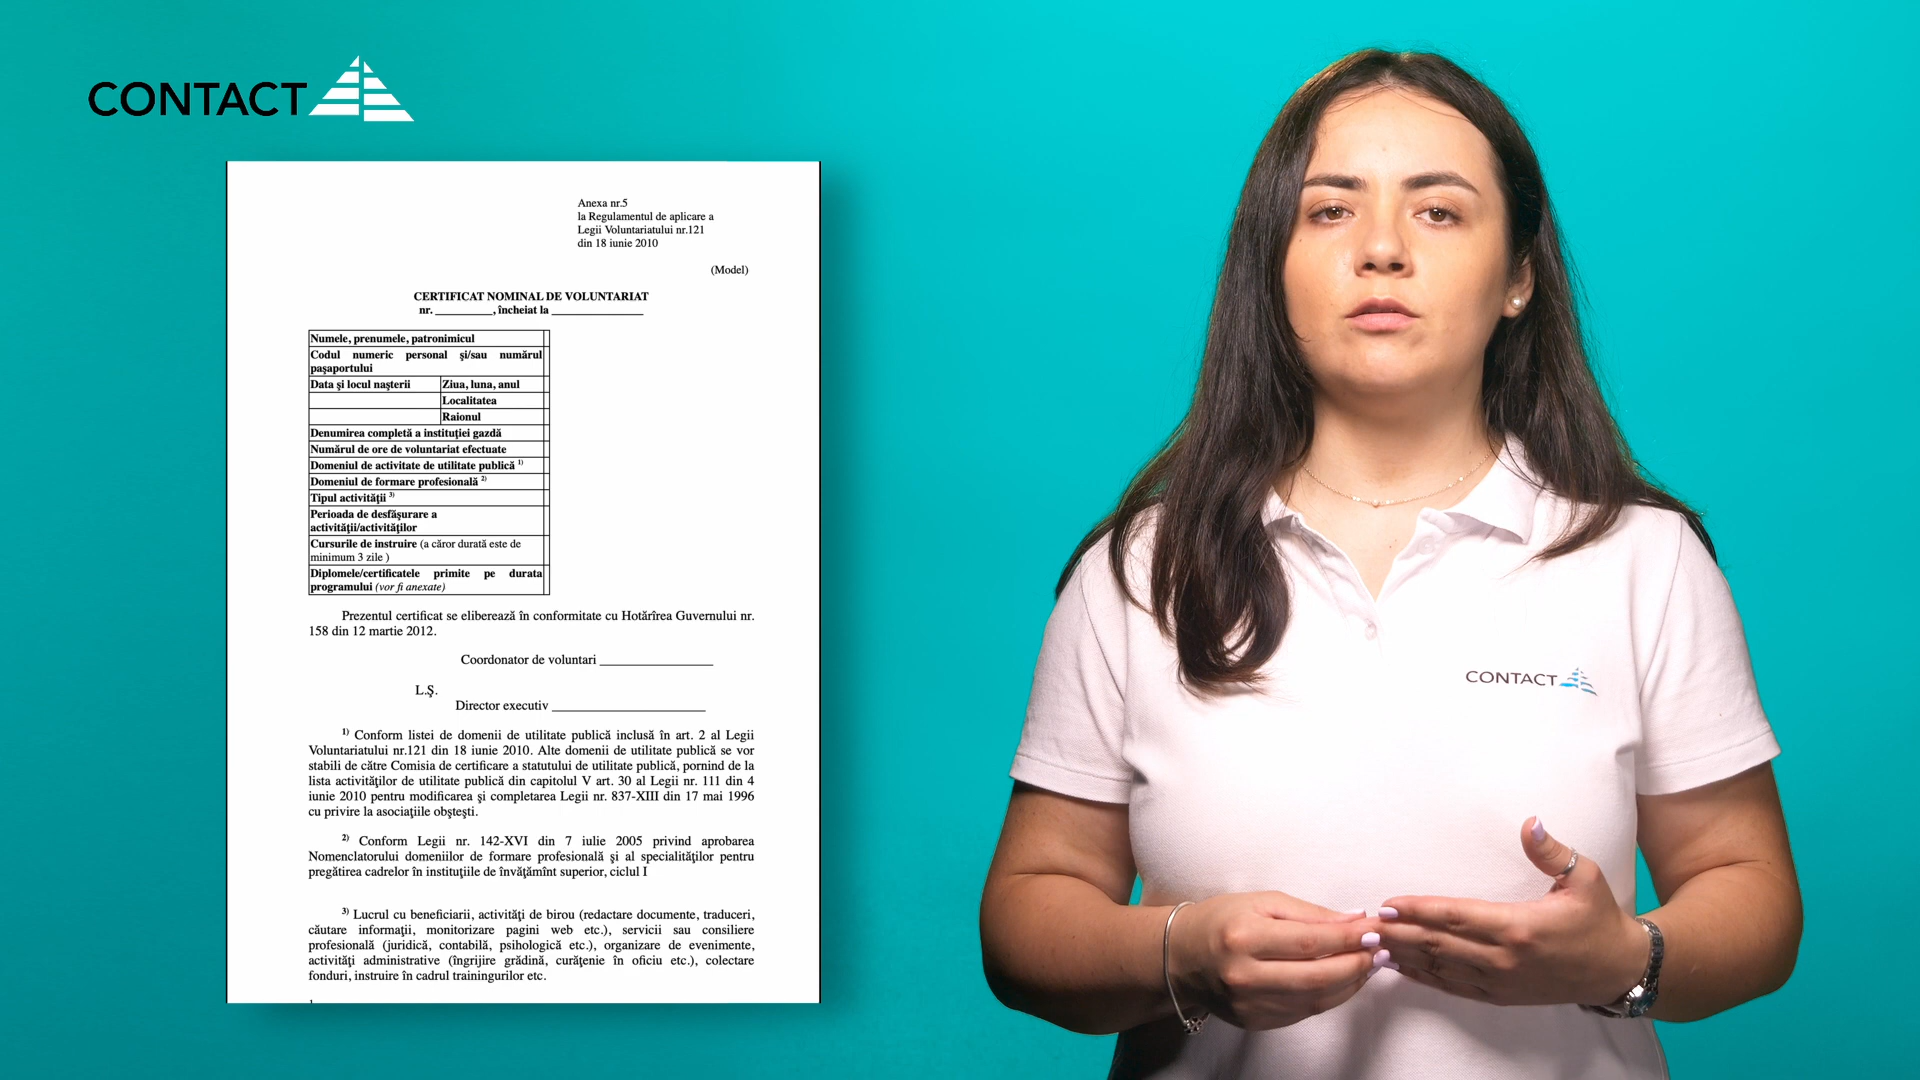 CONTACT
Anexa nr.5
la Regulamentul de aplicare a
Legii Voluntariatului nr.121
din 18 iunie 2010
(Model)
CERTIFICAT NOMINAL DE VOLUNTARIAT
nr. __________, încheiat la ________________
Numele, prenumele, patronimicul
Codul numeric personal şi/sau numărul
paşaportului
Data şi locul naşterii Ziua, luna, anul
Localitatea
Raionul
Denumirea completă a instituţiei gazdă
Numărul de ore de voluntariat efectuate
Domeniul de activitate de utilitate publică 1)
Domeniul de formare profesională 2)
Tipul activităţii 3)
Perioada de desfăşurare a
activităţii/activităţilor
Cursurile de instruire (a căror durată este de
minimum 3 zile )
Diplomele/certificatele primite pe durata
programului (vor fi anexate)
Prezentul certificat se eliberează în conformitate cu Hotărîrea Guvernului nr.
158 din 12 martie 2012.
Coordonator de voluntari _________________
L.Ş.
Director executiv _______________________
1) Conform listei de domenii de utilitate publică inclusă în art. 2 al Legii
Voluntariatului nr.121 din 18 iunie 2010. Alte domenii de utilitate publică se vor
stabili de către Comisia de certificare a statutului de utilitate publică, pornind de la
lista activităţilor de utilitate publică din capitolul V art. 30 al Legii nr. 111 din 4
iunie 2010 pentru modificarea şi completarea Legii nr. 837-XIII din 17 mai 1996
cu privire la asociaţiile obşteşti.
2) Conform Legii nr. 142-XVI din 7 iulie 2005 privind aprobarea
Nomenclatorului domeniilor de formare profesională şi al specialităţilor pentru
pregătirea cadrelor în instituţiile de învăţămînt superior, ciclul I
3) Lucrul cu beneficiarii, activităţi de birou (redactare documente, traduceri,
căutare informaţii, monitorizare pagini web etc.), servicii sau consiliere
profesională (juridică, contabilă, psihologică etc.), organizare de evenimente,
activităţi administrative (îngrijire grădină, curăţenie în oficiu etc.), colectare
fonduri, instruire în cadrul trainingurilor etc.
CONTACT